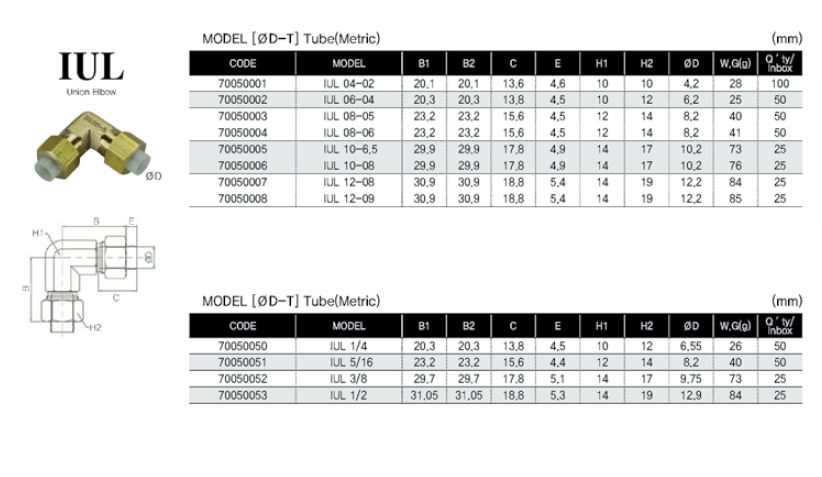 IUL
Union Elbow
ØD
B
E
H1
ØD
B
C
H2
MODEL [ØD-T] Tube(Metric) (mm)
CODE MODEL B1 B2 C E H1 H2 ØD W.G(g) Q'ty/Inbox
70050001 IUL 04-02 20,1 20,1 13,6 4,6 10 10 4,2 28 100
70050002 IUL 06-04 20,3 20,3 13,8 4,5 10 12 6,2 25 50
70050003 IUL 08-05 23,2 23,2 15,6 4,5 12 14 8,2 40 50
70050004 IUL 08-06 23,2 23,2 15,6 4,5 12 14 8,2 41 50
70050005 IUL 10-6,5 29,9 29,9 17,8 4,9 14 17 10,2 73 25
70050006 IUL 10-08 29,9 29,9 17,8 4,9 14 17 10,2 76 25
70050007 IUL 12-08 30,9 30,9 18,8 5,4 14 19 12,2 84 25
70050008 IUL 12-09 30,9 30,9 18,8 5,4 14 19 12,2 85 25
MODEL [ØD-T] Tube(Metric) (mm)
CODE MODEL B1 B2 C E H1 H2 ØD W.G(g) Q'ty/Inbox
70050050 IUL 1/4 20,3 20,3 13,8 4,5 10 12 6,55 26 50
70050051 IUL 5/16 23,2 23,2 15,6 4,4 12 14 8,2 40 50
70050052 IUL 3/8 29,7 29,7 17,8 5,1 14 17 9,75 73 25
70050053 IUL 1/2 31,05 31,05 18,8 5,3 14 19 12,9 84 25